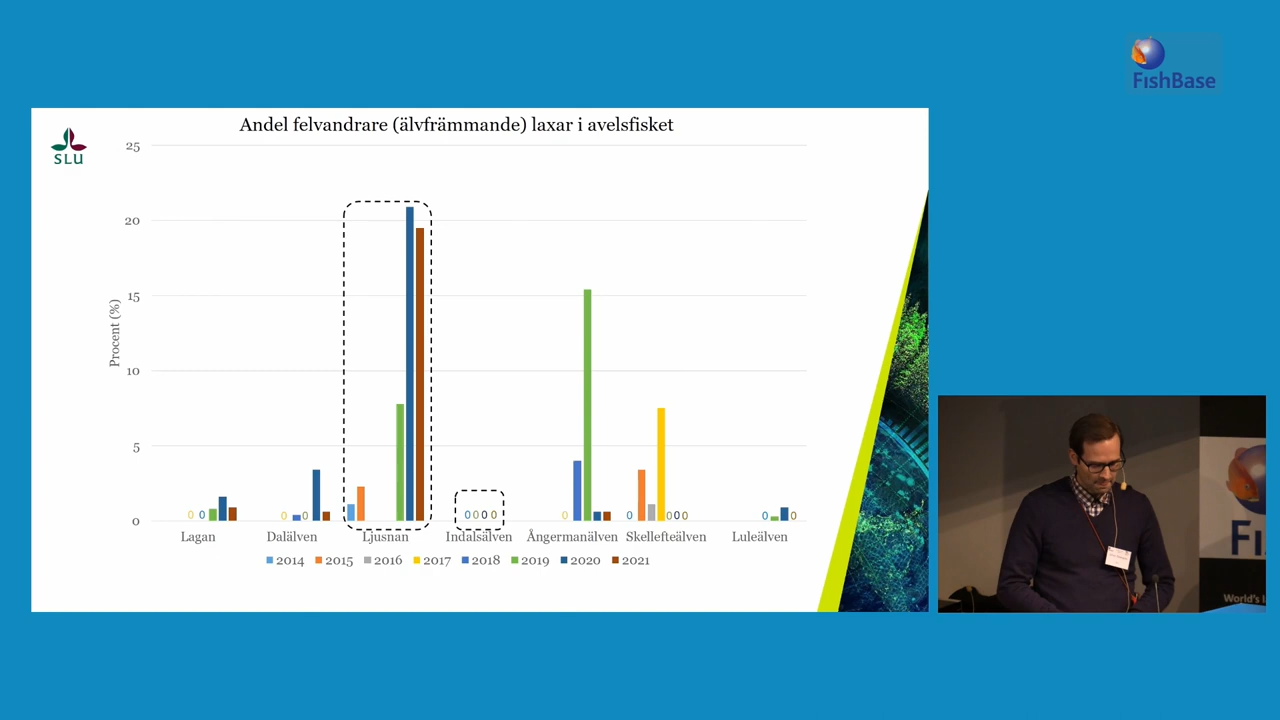 FishBase
Andel felvandrare (älvfrämmande) laxar i avelsfisket
SLU
25
20
15
10
5
0
Procent (%)
0 0
0 0
0 0 0 0
0
0 0 0 0
0 0
Lagan Dalälven Ljusnan Indalsälven Ångermanälven Skellefteälven Luleälven
2014 2015 2016 2017 2018 2019 2020 2021
Fi
World's